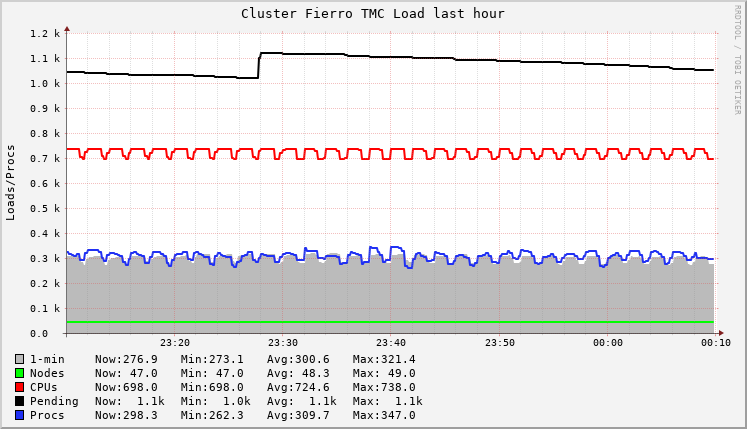 Cluster Fierro TMC Load last hour
RRDTOOL / TOBI OETIKER
Loads/Procs
1.2 k
1.1 k
1.0 k
0.9 k
0.8 k
0.7 k
0.6 k
0.5 k
0.4 k
0.3 k
0.2 k
0.1 k
0.0
23:20 23:30 23:40 23:50 00:00 00:10
1-min Now:276.9 Min:273.1 Avg:300.6 Max:321.4
Nodes Now: 47.0 Min: 47.0 Avg: 48.3 Max: 49.0
CPUs Now:698.0 Min:698.0 Avg:724.6 Max:738.0
Pending Now: 1.1k Min: 1.0k Avg: 1.1k Max: 1.1k
Procs Now:298.3 Min:262.3 Avg:309.7 Max:347.0